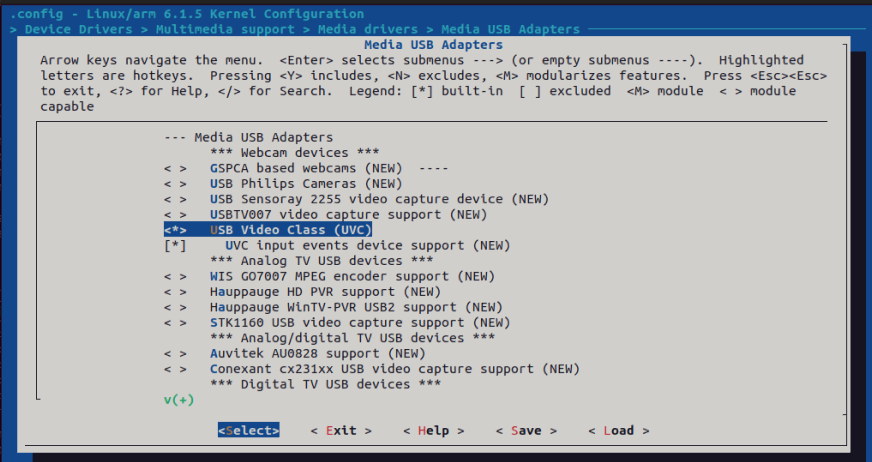 .config - Linux/arm 6.1.5 Kernel Configuration
> Device Drivers > Multimedia support > Media drivers > Media USB Adapters
Media USB Adapters
Arrow keys navigate the menu.  <Enter> selects submenus ---> (or empty submenus ----).  Highlighted
letters are hotkeys.  Pressing <Y> includes, <N> excludes, <M> modularizes features.  Press <Esc><Esc>
to exit, <?> for Help, </> for Search.  Legend: [*] built-in  [ ] excluded  <M> module  < > module
capable
--- Media USB Adapters
*** Webcam devices ***
< >   GSPCA based webcams (NEW)  ----
< >   USB Philips Cameras (NEW)
< >   USB Sensoray 2255 video capture device (NEW)
< >   USBTV007 video capture support (NEW)
<*>   USB Video Class (UVC)
[*]     UVC input events device support (NEW)
*** Analog TV USB devices ***
< >   WIS GO7007 MPEG encoder support (NEW)
< >   Hauppauge HD PVR support (NEW)
< >   Hauppauge WinTV-PVR USB2 support (NEW)
< >   STK1160 USB video capture support (NEW)
*** Analog/digital TV USB devices ***
< >   Auvitek AU0828 support (NEW)
< >   Conexant cx231xx USB video capture support (NEW)
*** Digital TV USB devices ***
v(+)
<Select>    < Exit >    < Help >    < Save >    < Load >